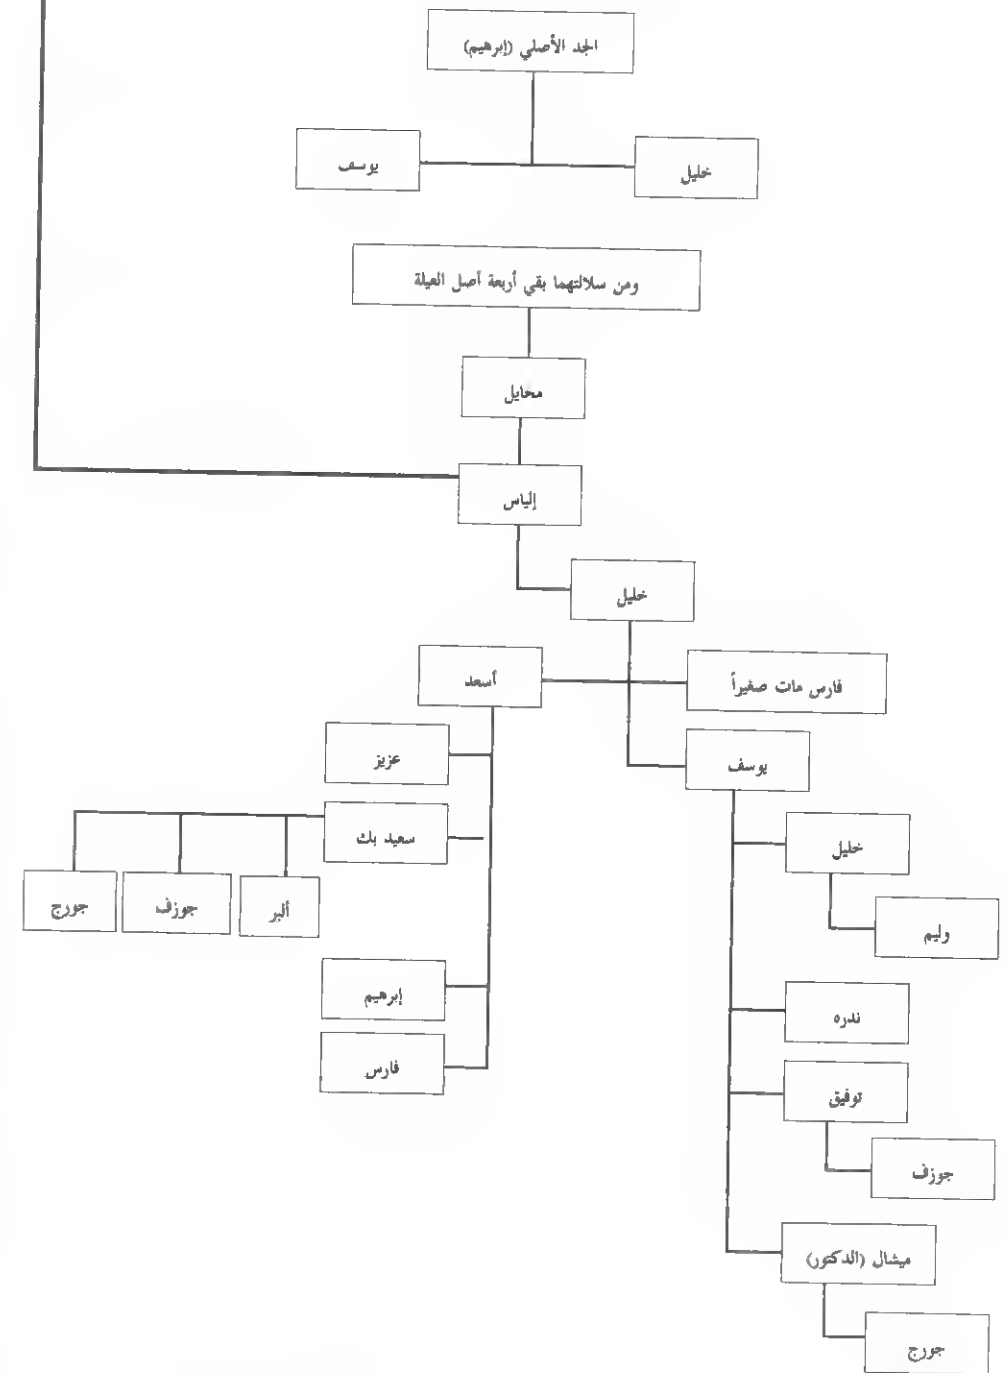 الجد الأصلي (إبرهيم)
خليل
يوسف
ومن سلالتهما بقي أربعة أصل العيلة
محايل
إلياس
خليل
فارس مات صغيراً
أسعد
يوسف
عزيز
خليل
سعيد بك
وليم
ألبر
جوزف
جورج
إبرهيم
ندره
فارس
توفيق
جوزف
ميشال (الدكتور)
جورج